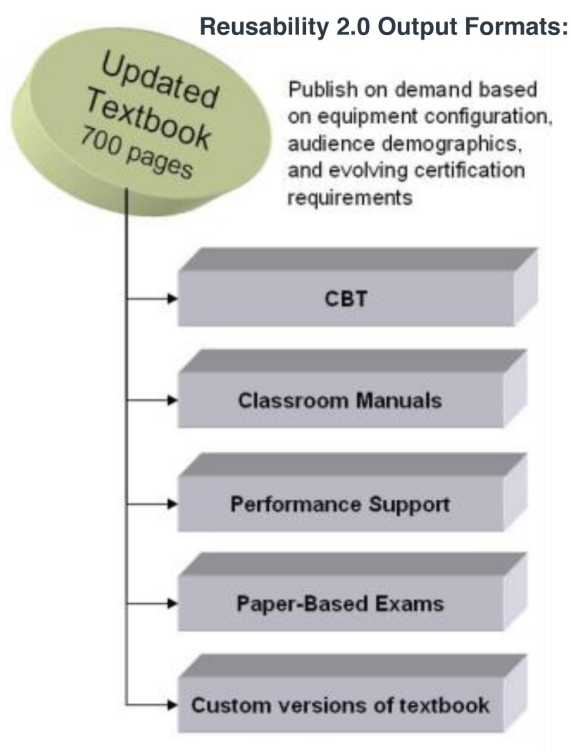 Reusability 2.0 Output Formats:
Updated
Textbook
700 pages
Publish on demand based
on equipment configuration,
audience demographics,
and evolving certification
requirements
CBT
Classroom Manuals
Performance Support
Paper-Based Exams
Custom versions of textbook